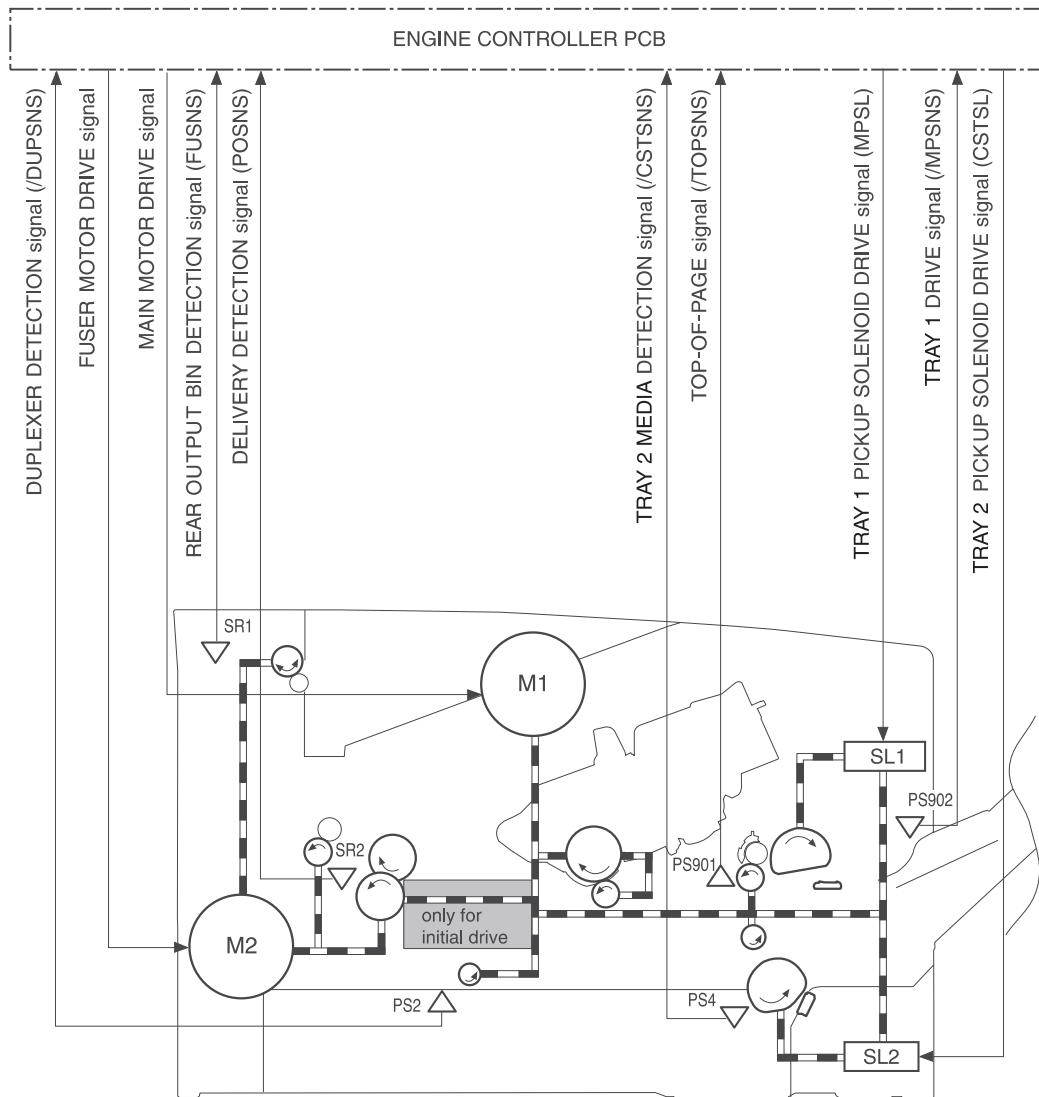 ENGINE CONTROLLER PCB
DUPLEXER DETECTION signal (/DUPSNS)
FUSER MOTOR DRIVE signal
MAIN MOTOR DRIVE signal
REAR OUTPUT BIN DETECTION signal (FUSNS)
DELIVERY DETECTION signal (POSNS)
TRAY 2 MEDIA DETECTION signal (/CSTSNS)
TOP-OF-PAGE signal (/TOPSNS)
TRAY 1 PICKUP SOLENOID DRIVE signal (MPSL)
TRAY 1 DRIVE signal (/MPSNS)
TRAY 2 PICKUP SOLENOID DRIVE signal (CSTSL)
SR1
M1
SL1
PS902
SR2
PS901
only for
initial drive
M2
PS2
PS4
SL2